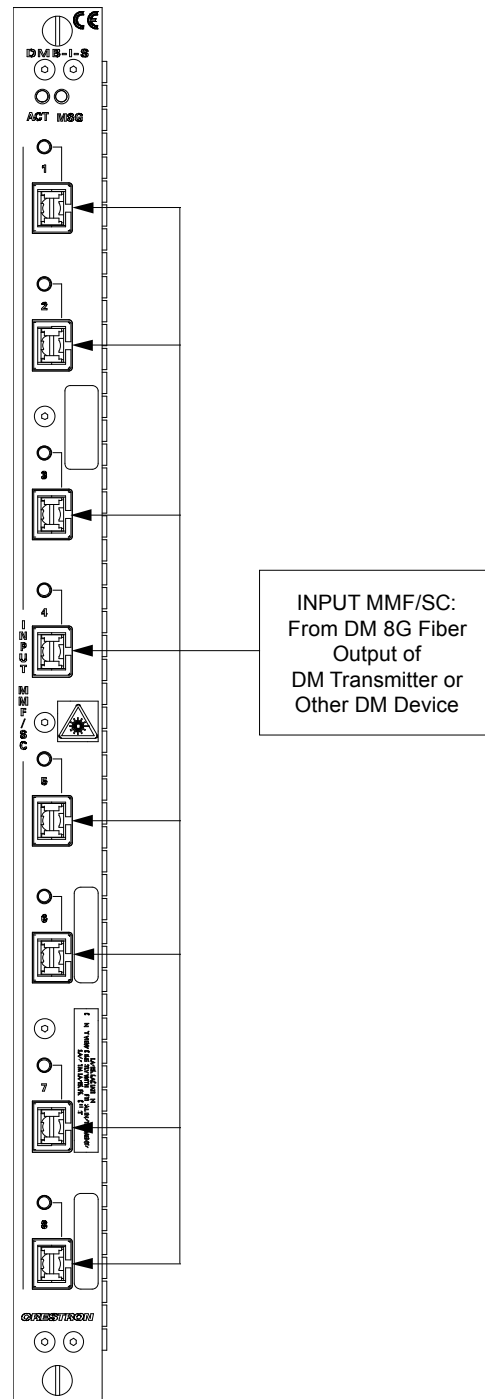 CE
DMB-I-S
ACT MSG
1
2
3
4
INPUT MMF/SC
5
6
7
8
CRESTRON
INPUT MMF/SC:
From DM 8G Fiber
Output of
DM Transmitter or
Other DM Device